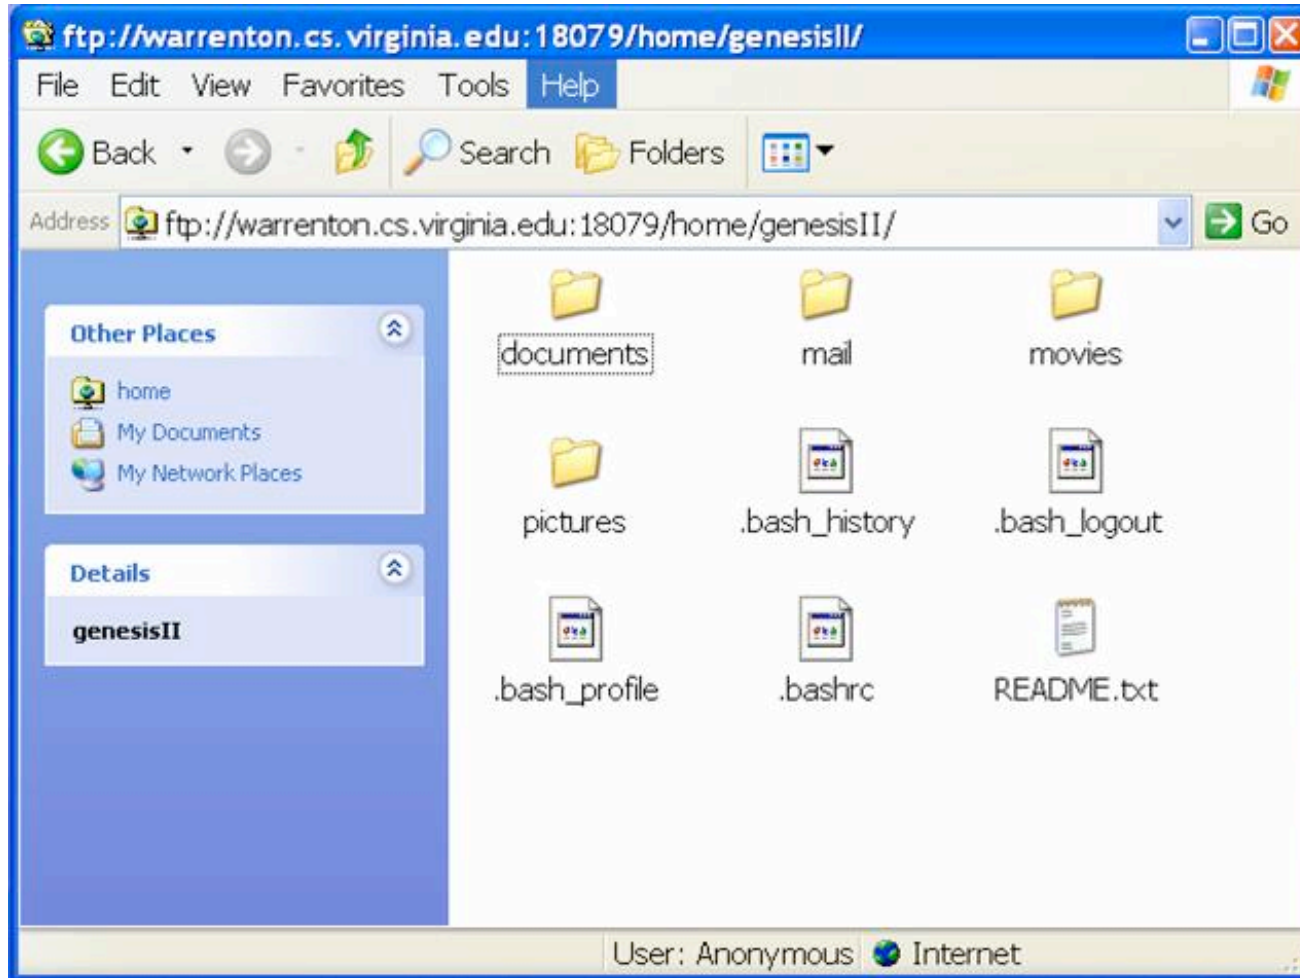 ftp://warrenton.cs.virginia.edu:18079/home/genesisII/
File Edit View Favorites Tools Help
Back Search Folders
Address ftp://warrenton.cs.virginia.edu:18079/home/genesisII/ Go
Other Places
home
My Documents
My Network Places
Details
genesisII
documents mail movies
pictures .bash_history .bash_logout
.bash_profile .bashrc README.txt
User: Anonymous Internet